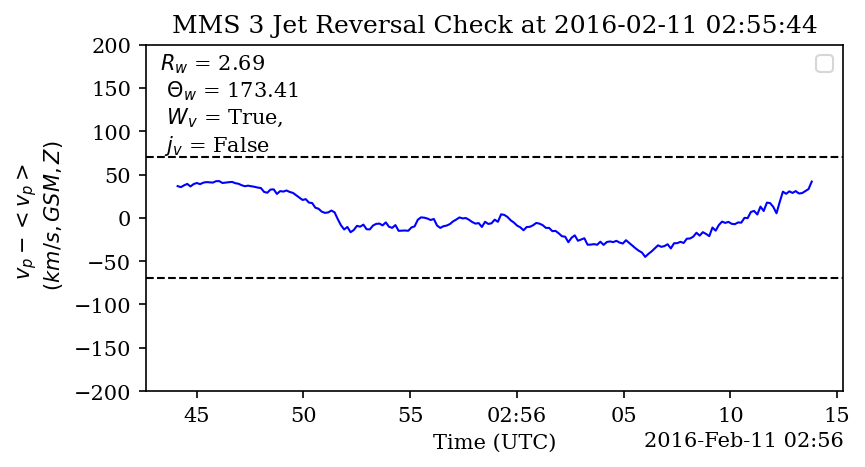 MMS 3 Jet Reversal Check at 2016-02-11 02:55:44
R_w = 2.69
Θ_w = 173.41
W_v = True,
j_v = False
v_p − < v_p >
(km/s, GSM, Z)
200
150
100
50
0
−50
−100
−150
−200
45 50 55 02:56 05 10 15
Time (UTC)
2016-Feb-11 02:56